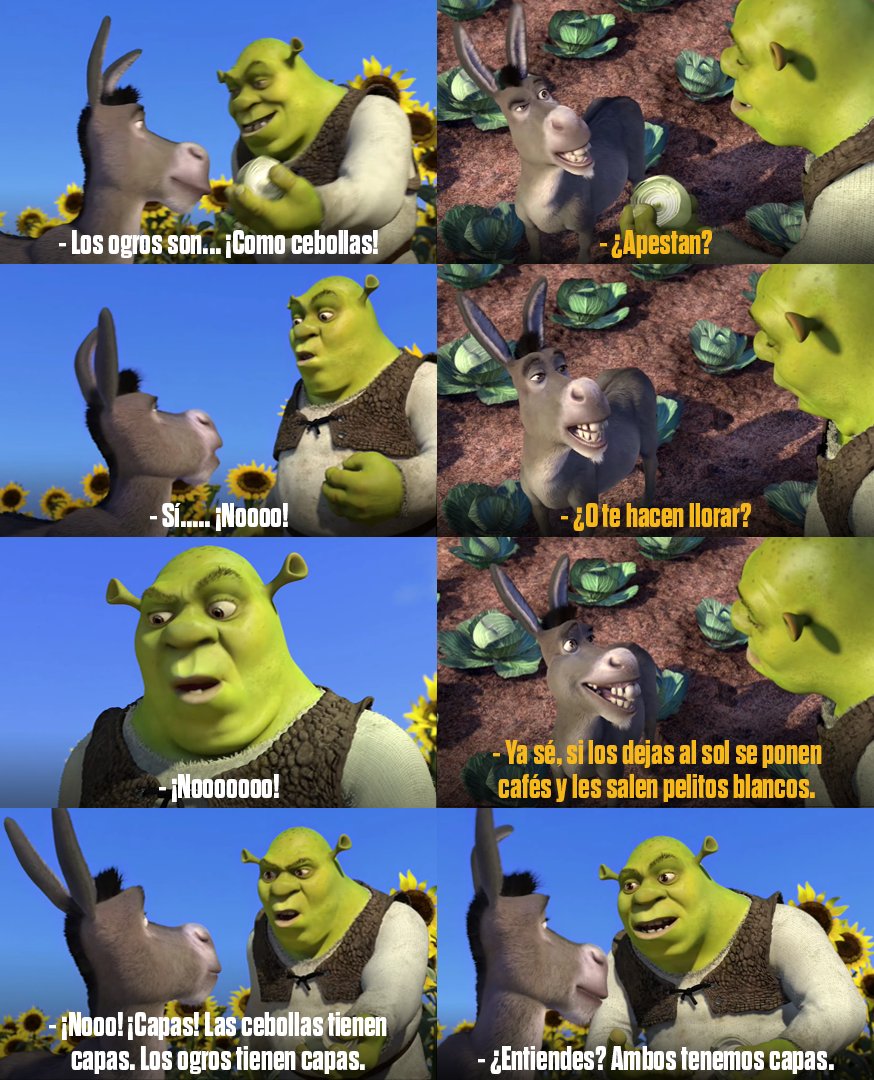 - Los ogros son... ¡Como cebollas!
- ¿Apestan?
- Sí..... ¡Noooo!
- ¿O te hacen llorar?
- ¡Nooooooo!
- Ya sé, si los dejas al sol se ponen
cafés y les salen pelitos blancos.
- ¡Nooo! ¡Capas! Las cebollas tienen
capas. Los ogros tienen capas.
- ¿Entiendes? Ambos tenemos capas.